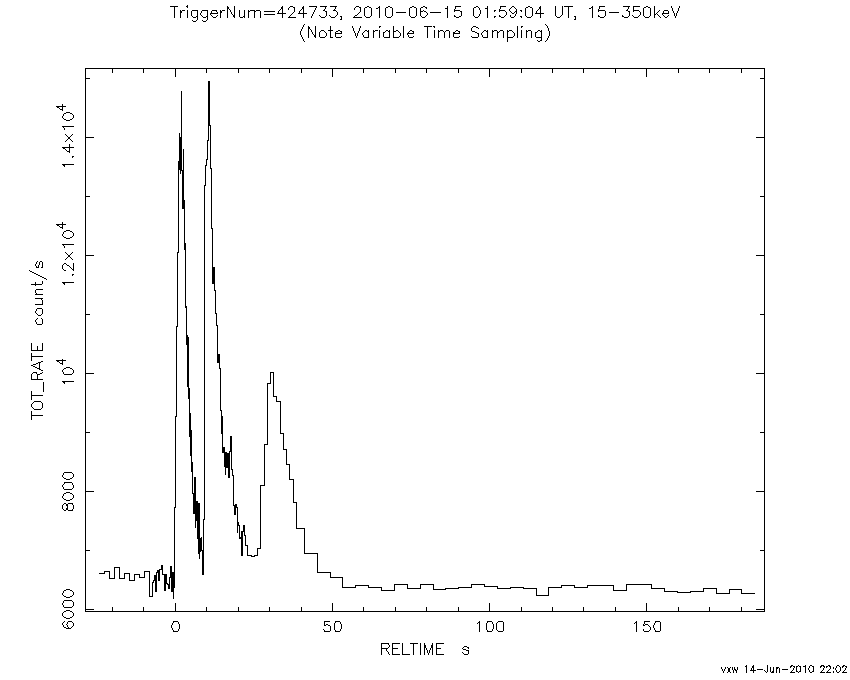 TriggerNum=424733, 2010-06-15 01:59:04 UT, 15-350keV
(Note Variable Time Sampling)
TOT_RATE count/s
1.4×10⁴
1.2×10⁴
10⁴
8000
6000
0 50 100 150
RELTIME s
vxw 14-Jun-2010 22:02